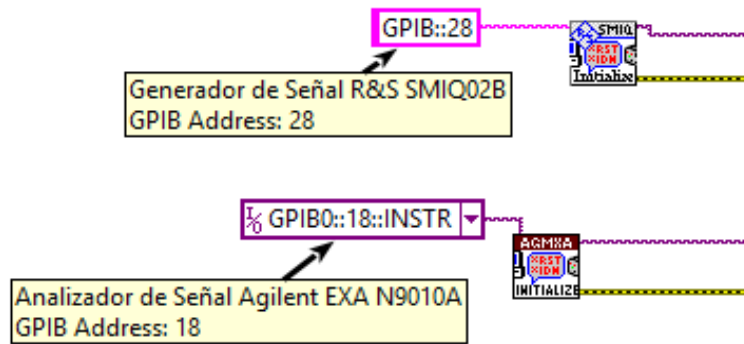 GPIB::28
SMIQ
*RST
*IDN
Initialize
Generador de Señal R&S SMIQ02B
GPIB Address: 28
I/O GPIB0::18::INSTR
AGMXA
*RST
*IDN
INITIALIZE
Analizador de Señal Agilent EXA N9010A
GPIB Address: 18